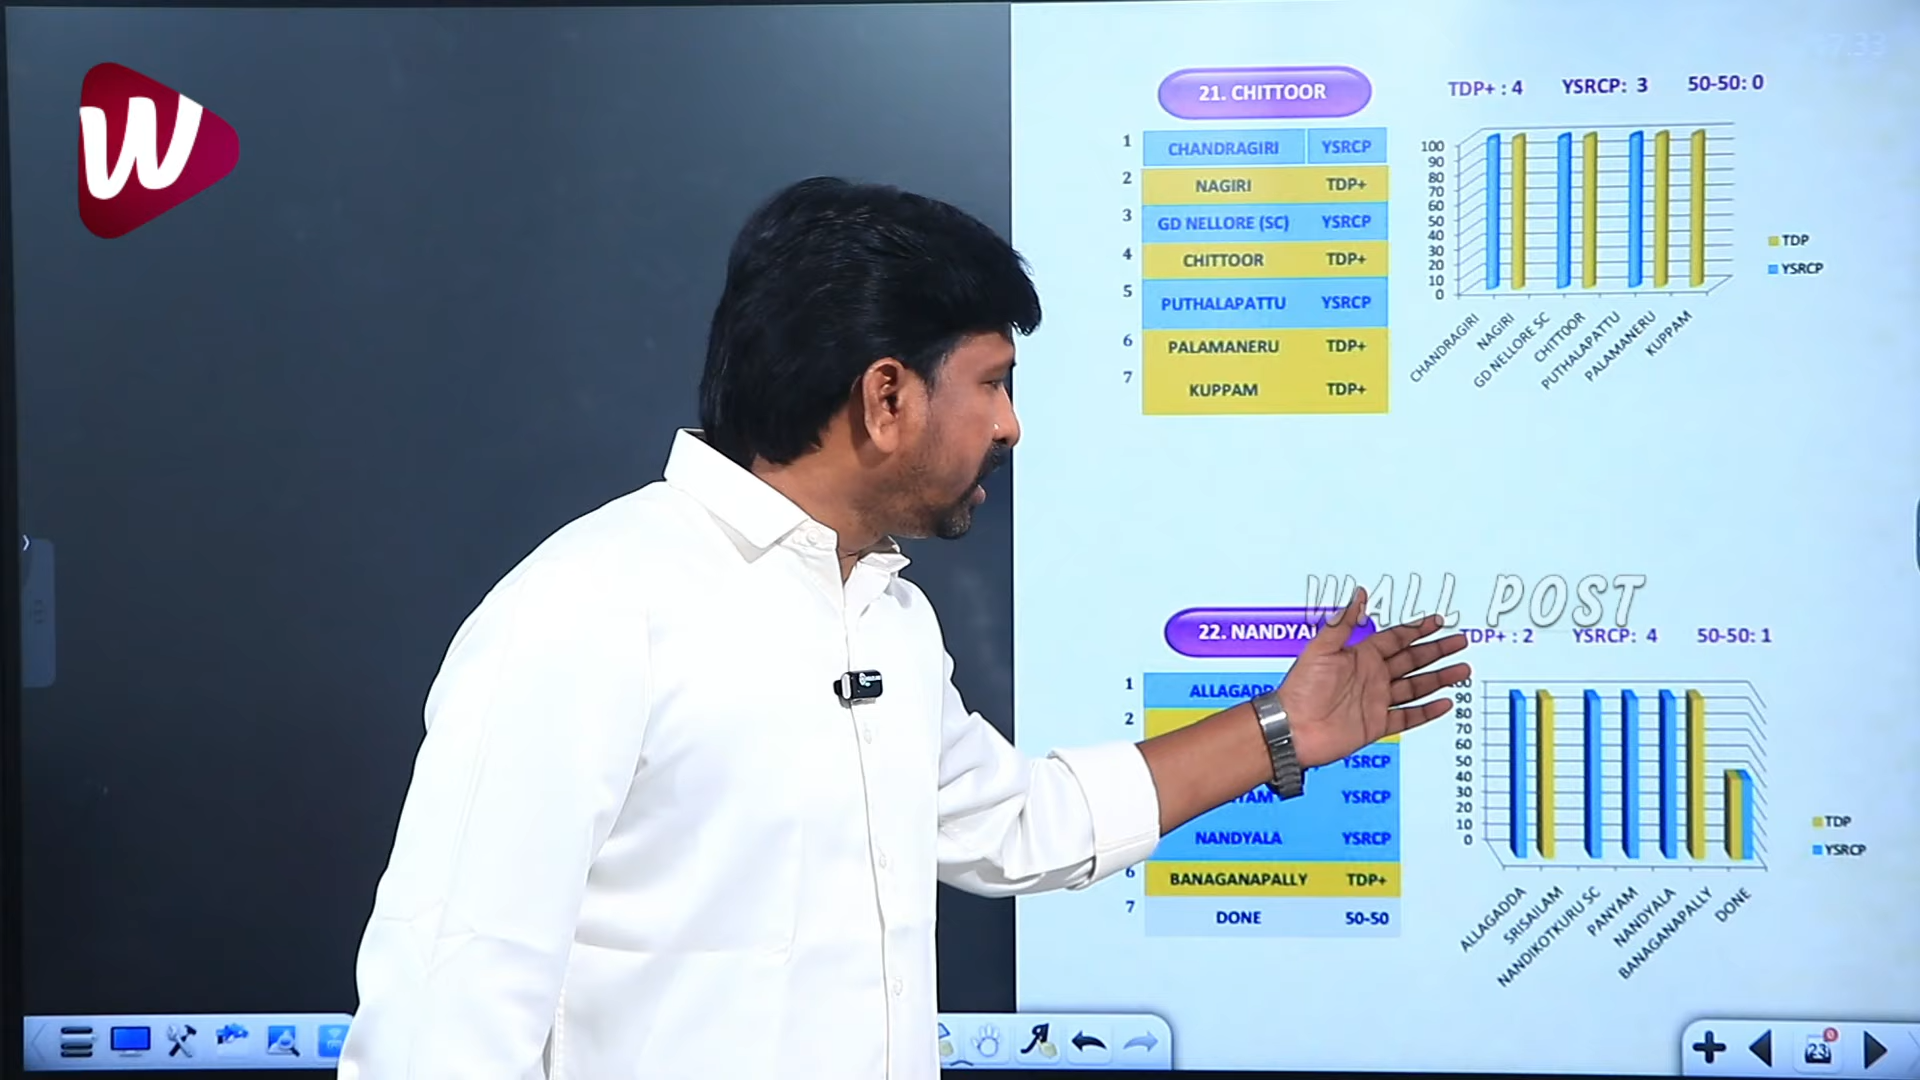 W
21. CHITTOOR
TDP+ : 4 YSRCP: 3 50-50: 0
1 CHANDRAGIRI YSRCP
2 NAGIRI TDP+
3 GD NELLORE (SC) YSRCP
4 CHITTOOR TDP+
5 PUTHALAPATTU YSRCP
6 PALAMANERU TDP+
7 KUPPAM TDP+
100
90
80
70
60
50
40
30
20
10
0
CHANDRAGIRI
NAGIRI
GD NELLORE SC
CHITTOOR
PUTHALAPATTU
PALAMANERU
KUPPAM
TDP
YSRCP
WALL POST
22. NANDYAL
TDP+ : 2 YSRCP: 4 50-50: 1
1 ALLAGADDA
2
YSRCP
YSRCP
NANDYALA YSRCP
6 BANAGANAPALLY TDP+
7 DONE 50-50
90
80
70
60
50
40
30
20
10
0
ALLAGADDA
SRISAILAM
NANDIKOTKURU SC
PANYAM
NANDYALA
BANAGANAPALLY
DONE
TDP
YSRCP
23